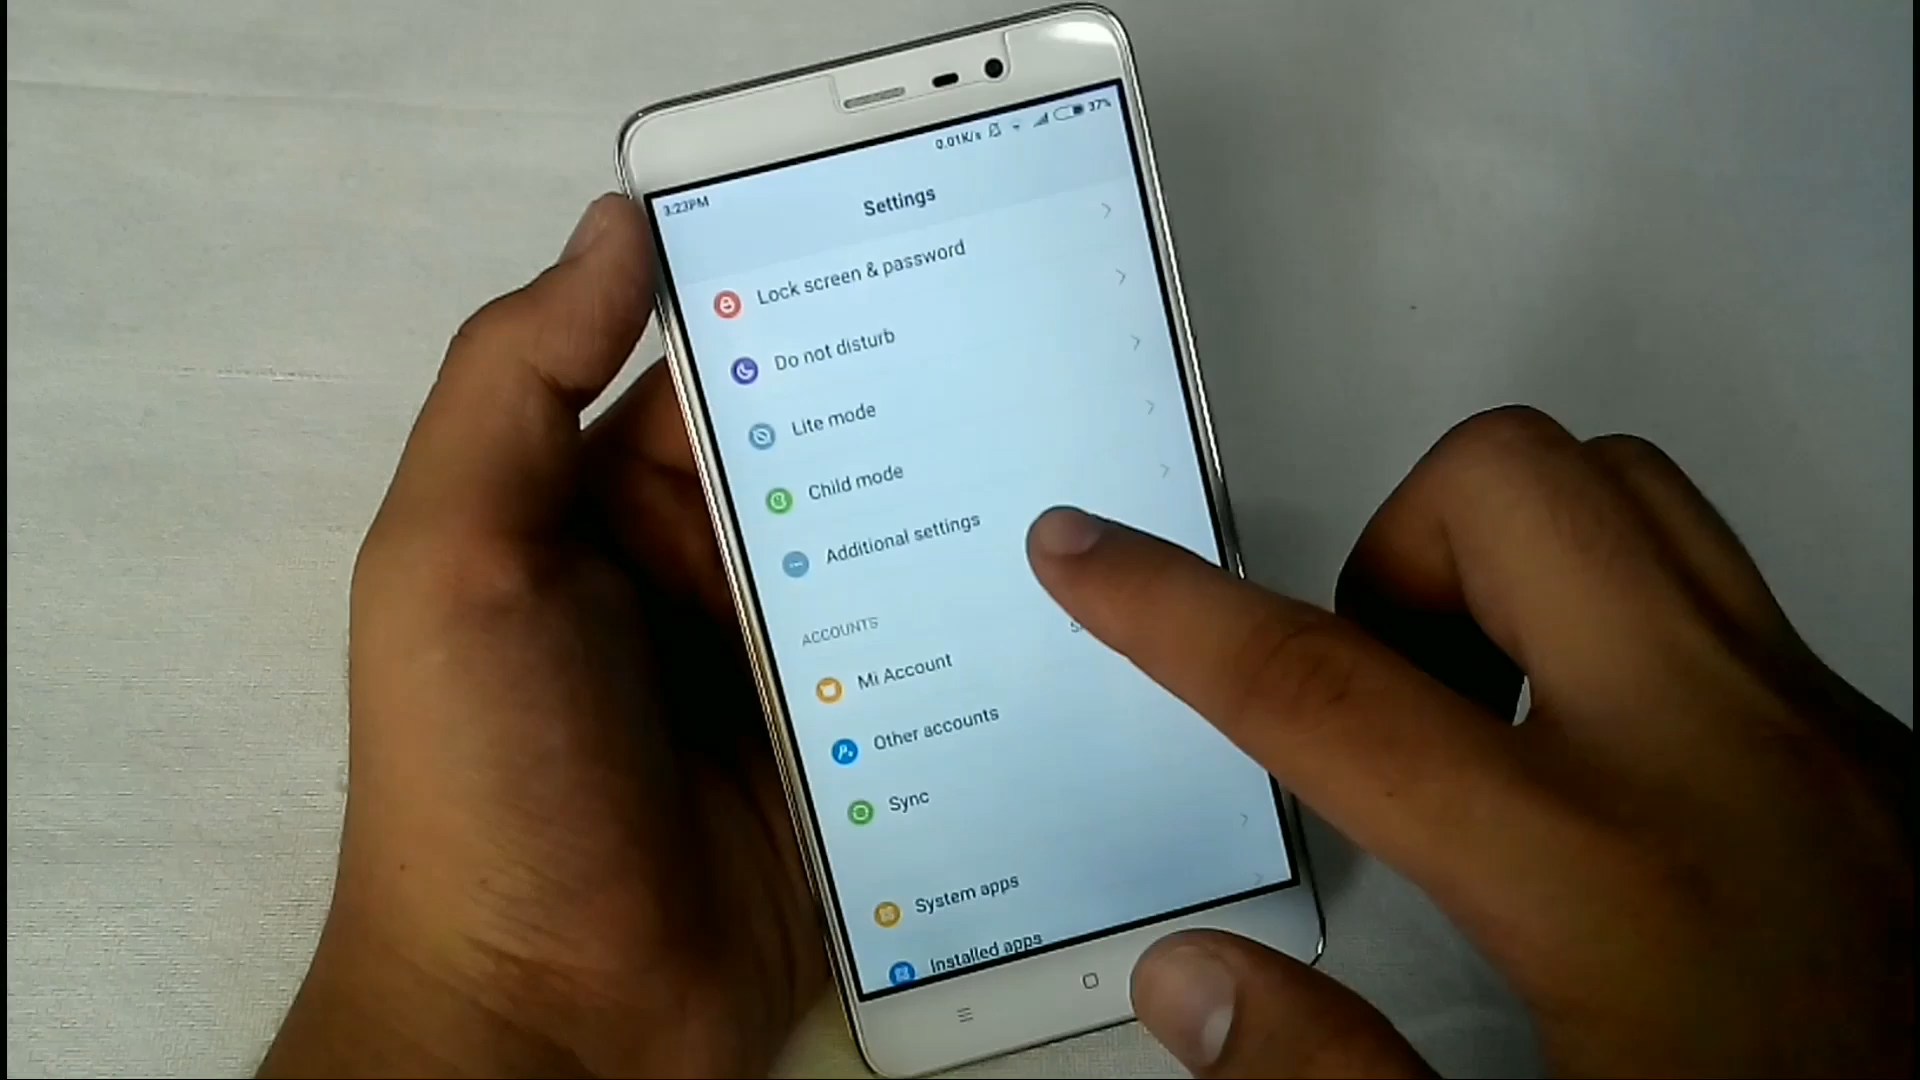 0.01K/s 37%
3:23PM
Settings
Lock screen & password
Do not disturb
Lite mode
Child mode
Additional settings
ACCOUNTS
Mi Account
Other accounts
Sync
System apps
Installed apps